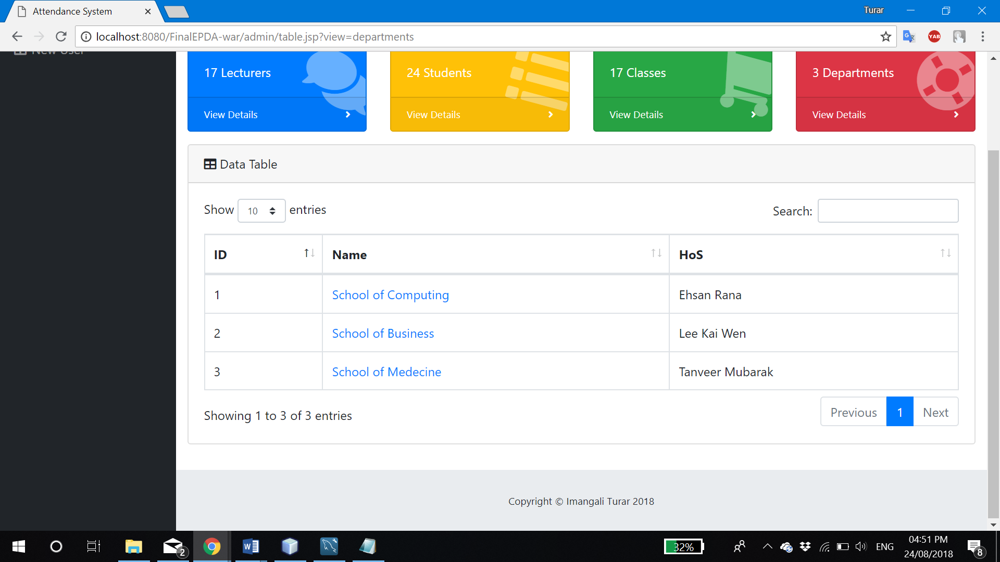 Attendance System
Turar
localhost:8080/FinalEPDA-war/admin/table.jsp?view=departments
YAB
New User
17 Lecturers
24 Students
17 Classes
3 Departments
View Details
View Details
View Details
View Details
Data Table
Show 10 entries
Search:
ID Name HoS
1 School of Computing Ehsan Rana
2 School of Business Lee Kai Wen
3 School of Medecine Tanveer Mubarak
Showing 1 to 3 of 3 entries
Previous 1 Next
Copyright © Imangali Turar 2018
2
32%
ENG
04:51 PM
24/08/2018
8